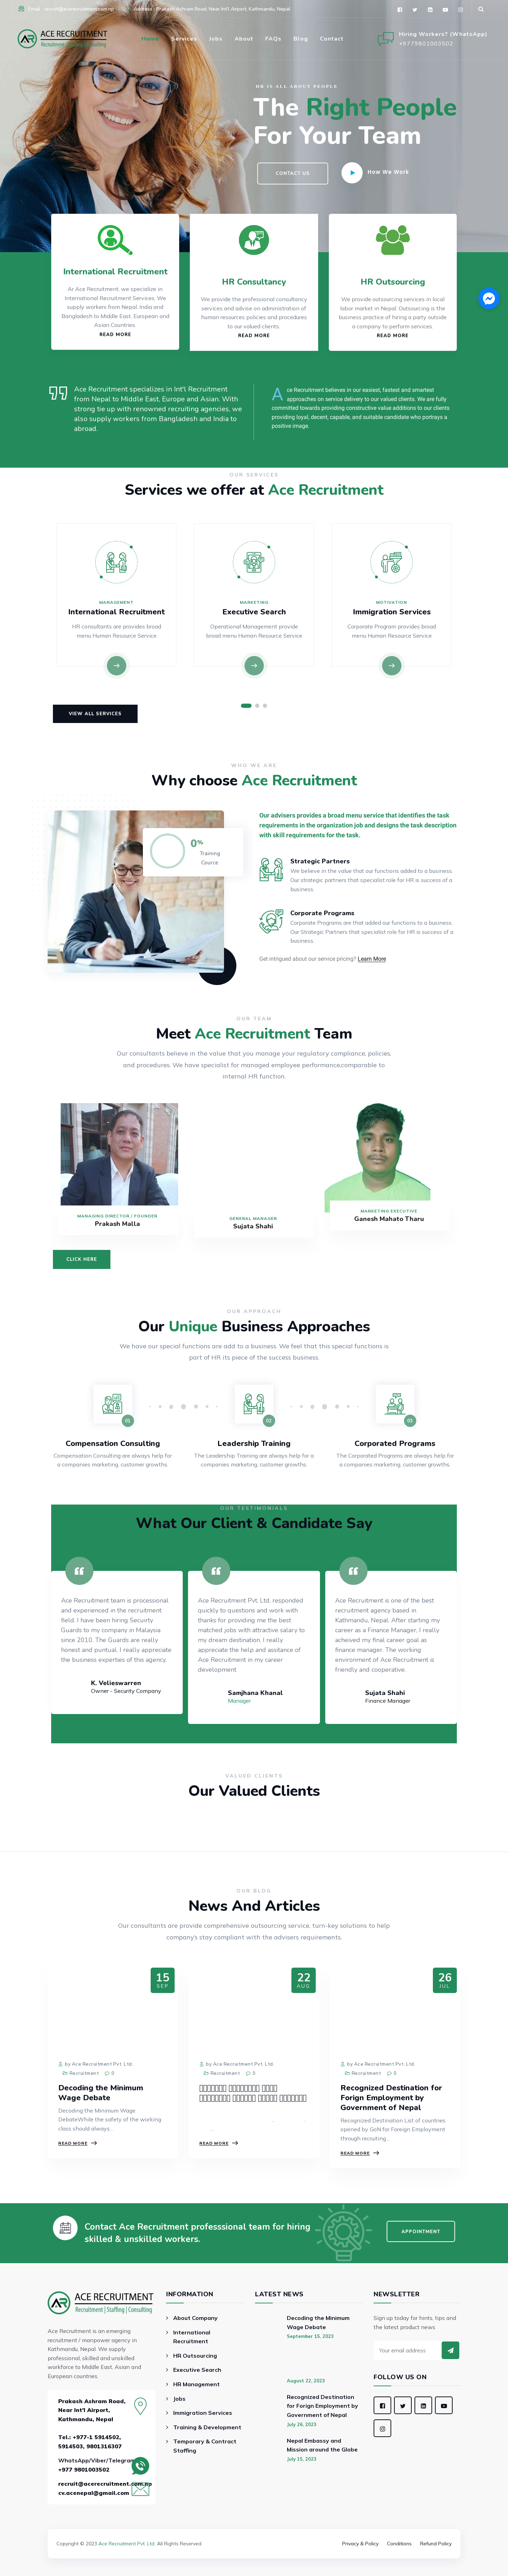 Email : recruit@acerecruitment.com.np
Address : Prakash Ashram Road, Near Int'l Airport, Kathmandu, Nepal
ACE RECRUITMENT
Recruitment | Staffing | Consulting
Home Services Jobs About FAQs Blog Contact
Hiring Workers? (WhatsApp)
+9779801003502
HR IS ALL ABOUT PEOPLE
The Right People
For Your Team
CONTACT US
How We Work
International Recruitment
Ar Ace Recruitment, we specialize in
International Recruitment Services, We
supply workers from Nepal, India and
Bangladesh to Middle East, European and
Asian Countries.
READ MORE
HR Consultancy
We provide the professional consultancy
services and advise on administration of
human resources policies and procedures
to our valued clients.
READ MORE
HR Outsourcing
We provide outsourcing services in local
labor market in Nepal. Outsourcing is the
business practice of hiring a party outside
a company to perform services.
READ MORE
Ace Recruitment specializes in Int'l Recruitment
from Nepal to Middle East, Europe and Asian. With
strong tie up with renowned recruiting agencies, we
also supply workers from Bangladesh and India to
abroad.
Ace Recruitment believes in our easiest, fastest and smartest
approaches on service delivery to our valued clients. We are fully
committed towards providing constructive value additions to our clients
providing loyal, decent, capable, and suitable candidate who portrays a
positive image.
OUR SERVICES
Services we offer at Ace Recruitment
MANAGEMENT
International Recruitment
HR consultants are provides broad
menu Human Resource Service
MARKETING
Executive Search
Operational Management provide
broad menu Human Resource Service
MOTIVATION
Immigration Services
Corporate Program provides broad
menu Human Resource Service
VIEW ALL SERVICES
WHO WE ARE
Why choose Ace Recruitment
0%
Training
Cource
Our advisers provides a broad menu service that identifies the task
requirements in the organization job and designs the task description
with skill requirements for the task.
Strategic Partners
We believe in the value that our functions added to a business.
Our strategic partners that specialist role for HR is success of a
business.
Corporate Programs
Corporate Programs are that added our functions to a business.
Our Strategic Partners that specialist role for HR is success of a
business.
Get intrigued about our service pricing? Learn More
OUR TEAM
Meet Ace Recruitment Team
Our consultants believe in the value that you manage your regulatory compliance, policies,
and procedures. We have specialist for managed employee performance,comparable to
internal HR function.
MANAGING DIRECTOR / FOUNDER
Prakash Malla
GENERAL MANAGER
Sujata Shahi
MARKETING EXECUTIVE
Ganesh Mahato Tharu
CLICK HERE
OUR APPROACH
Our Unique Business Approaches
We have our special functions are add to a business. We feel that this special functions is
part of HR its piece of the success business.
01
Compensation Consulting
Compensation Consulting are always help for
a companies marketing, customer growths.
02
Leadership Training
The Leadership Training are always help for a
companies marketing, customer growths.
03
Corporated Programs
The Corporated Programs are always help for
a companies marketing, customer growths.
OUR TESTIMONIALS
What Our Client & Candidate Say
Ace Recruitment team is processional
and experienced in the recruitment
field. I have been hiring Secuirty
Guards to my company in Malaysia
since 2010. The Guards are really
honest and puntual. I really appreciate
the business experties of this agency.
K. Velieswarren
Owner - Security Company
Ace Recruitment Pvt. Ltd. responded
quickly to questions and work with
my for providing me the best
matched jobs with attractive salary to
my dream destination. I really
appreciate the help and assitance of
Ace Recruitment in my career
development
Samjhana Khanal
Manager
Ace Recruitment is one of the best
recruitment agency based in
Kathmandu, Nepal. After starting my
career as a Finance Manager, I really
acheived my final career goal as
finance manager. The working
environment of Ace Recruitment is
friendly and cooperative.
Sujata Shahi
Finance Manager
VALUED CLIENTS
Our Valued Clients
OUR BLOG
News And Articles
Our consultants are provide comprehensive outsourcing service, turn-key solutions to help
company's stay compliant with the advisers requirements.
15
SEP
by Ace Recruitment Pvt. Ltd.
Recruitment 0
Decoding the Minimum
Wage Debate
Decoding the Minimum Wage
DebateWhile the safety of the working
class should always...
READ MORE
22
AUG
by Ace Recruitment Pvt. Ltd.
Recruitment 0
READ MORE
26
JUL
by Ace Recruitment Pvt. Ltd.
Recruitment 0
Recognized Destination for
Forign Employment by
Government of Nepal
Recognized Destination List of countries
opened by GoN for Foreign Employment
through recruiting...
READ MORE
Contact Ace Recruitment professsional team for hiring
skilled & unskilled workers.
APPOINTMENT
ACE RECRUITMENT
Recruitment | Staffing | Consulting
Ace Recruitment is an emerging
recruitment / manpower agency in
Kathmandu, Nepal. We supply
professional, skilled and unskilled
workforce to Middle East, Asian and
East European countries.
Prakash Ashram Road,
Near Int'l Airport,
Kathmandu, Nepal
Tel.: +977-1 5914502,
5914503, 9801316307
WhatsApp/Viber/Telegram:
+977 9801003502
recruit@acerecruitment.com.np
cv.acenepal@gmail.com
INFORMATION
About Company
International
Recruitment
HR Outsourcing
Executive Search
HR Management
Jobs
Immigration Services
Training & Development
Temporary & Contract
Staffing
LATEST NEWS
Decoding the Minimum
Wage Debate
September 15, 2023
August 22, 2023
Recognized Destination
for Forign Employment by
Government of Nepal
July 26, 2023
Nepal Embassy and
Mission around the Globe
July 15, 2023
NEWSLETTER
Sign up today for hints, tips and
the latest product news
Your email address
FOLLOW US ON
Copyright © 2023 Ace Recruitment Pvt. Ltd. All Rights Reserved
Privacy & Policy Conditions Refund Policy